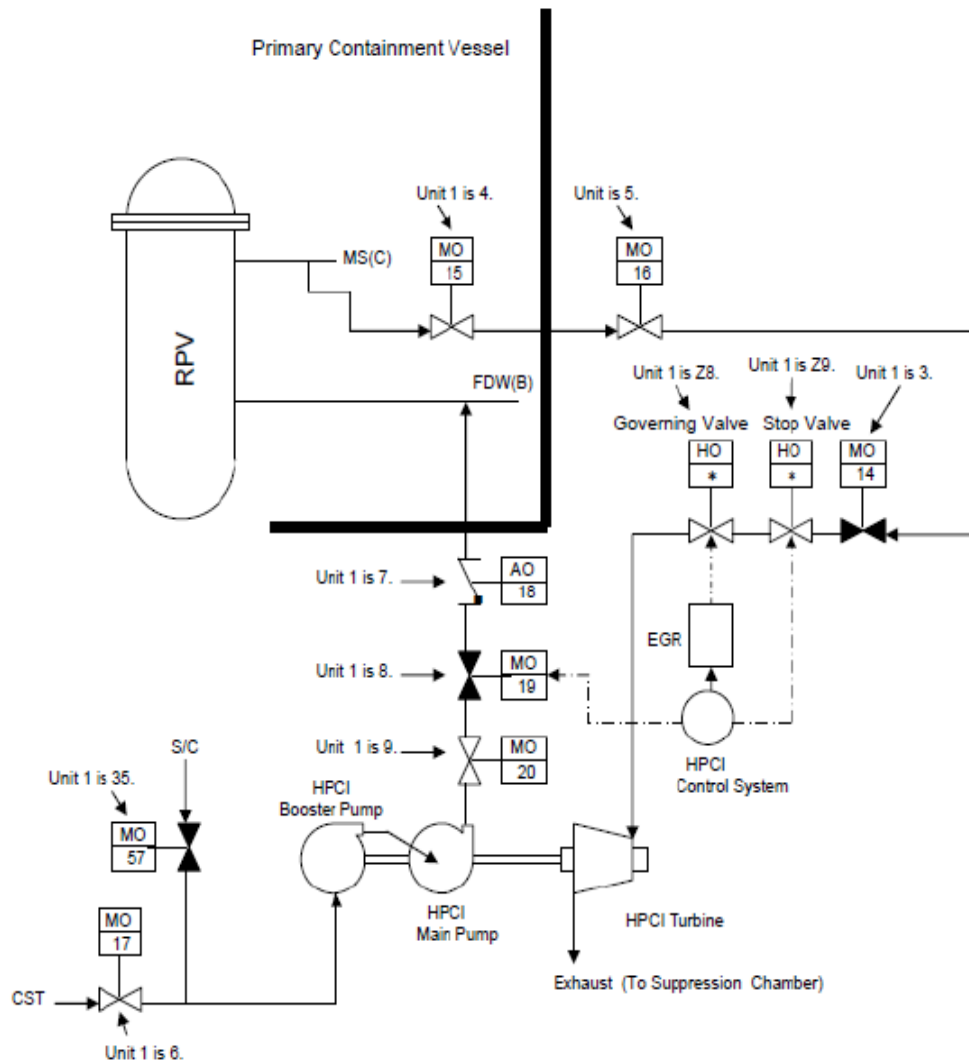 Primary Containment Vessel
Unit 1 is 4.
Unit is 5.
MO
15
MO
16
MS(C)
RPV
FDW(B)
Unit 1 is Z8.
Unit 1 is Z9.
Unit 1 is 3.
Governing Valve
Stop Valve
HO
*
HO
*
MO
14
Unit 1 is 7.
AO
18
EGR
Unit 1 is 8.
MO
19
Unit 1 is 9.
MO
20
HPCI
Control System
S/C
Unit 1 is 35.
MO
57
HPCI
Booster Pump
HPCI
Main Pump
HPCI Turbine
MO
17
CST
Exhaust (To Suppression Chamber)
Unit 1 is 6.